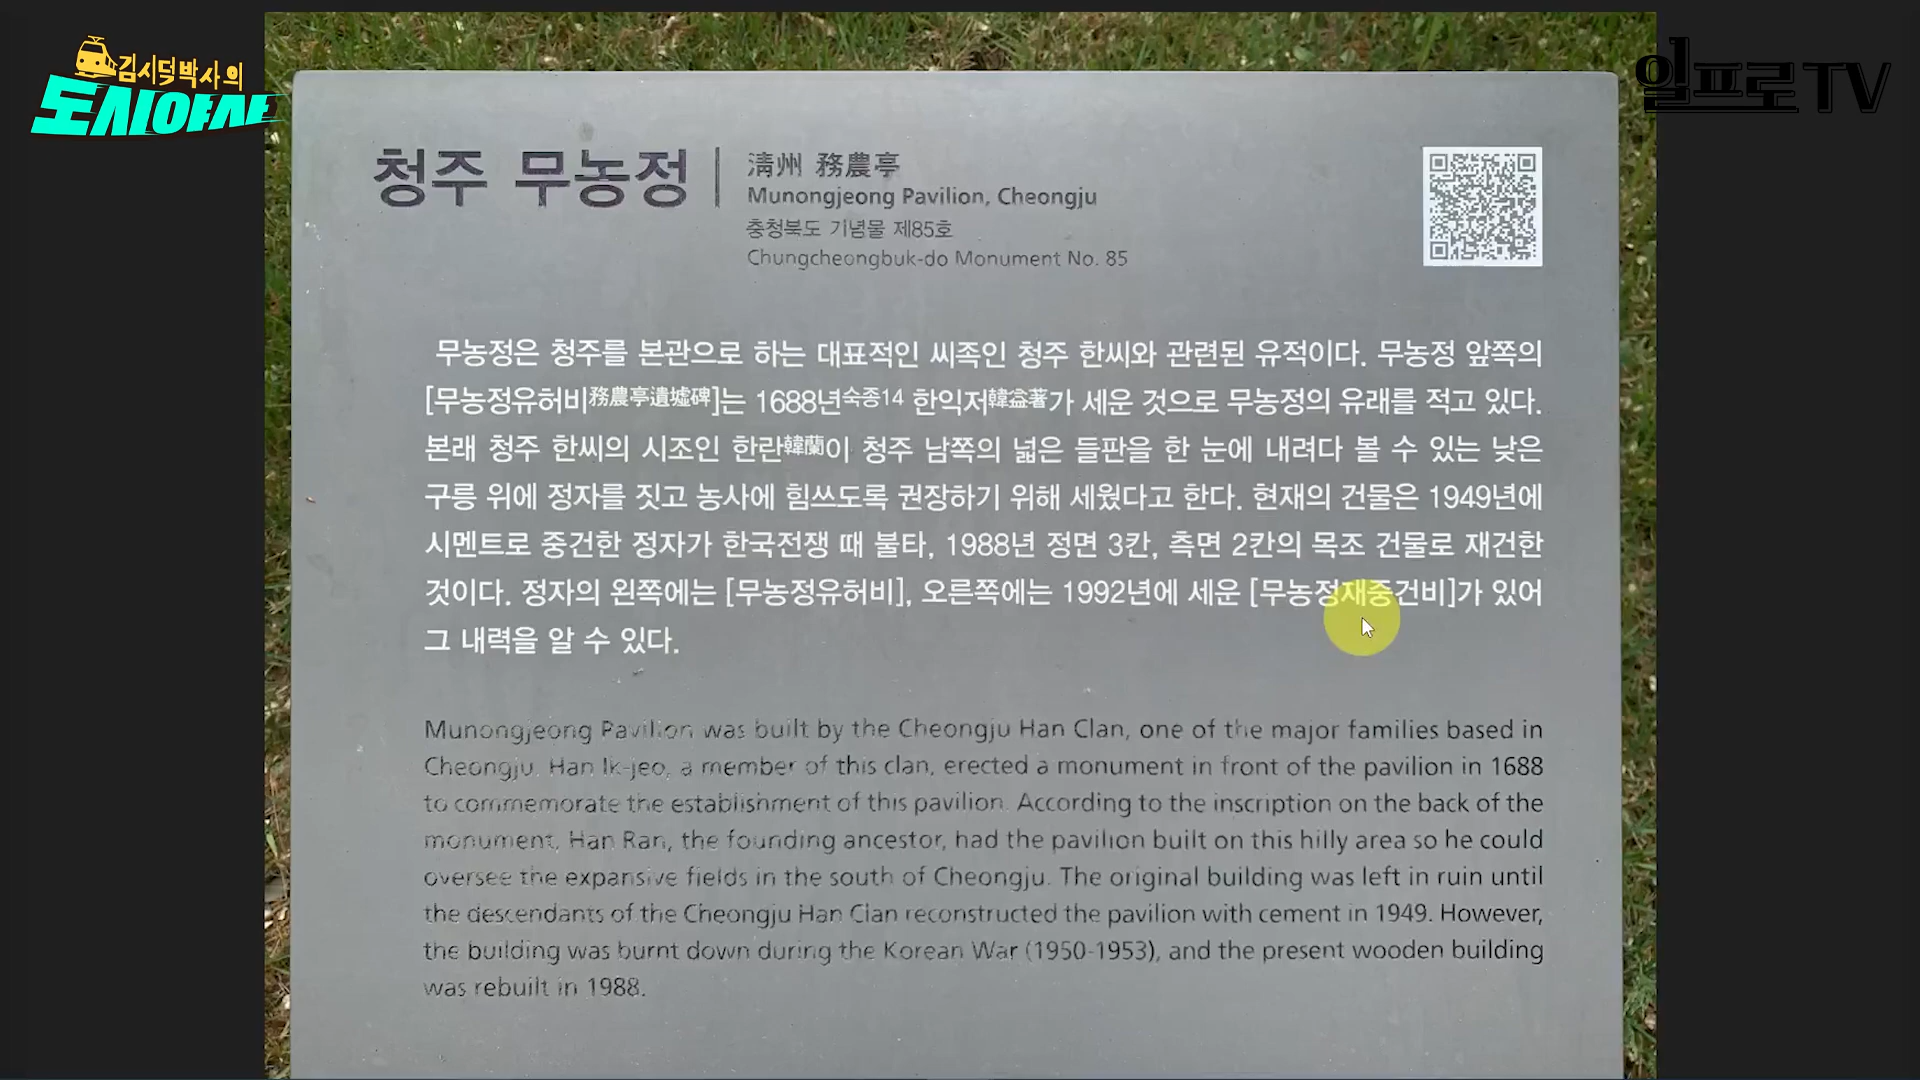 김시덕박사의
도시야사
일프로TV
청주 무농정
淸州 務農亭
Munongjeong Pavilion, Cheongju
충청북도 기념물 제85호
Chungcheongbuk-do Monument No. 85
무농정은 청주를 본관으로 하는 대표적인 씨족인 청주 한씨와 관련된 유적이다. 무농정 앞쪽의
[무농정유허비務農亭遺墟碑]는 1688년숙종14 한익저韓益著가 세운 것으로 무농정의 유래를 적고 있다.
본래 청주 한씨의 시조인 한란韓蘭이 청주 남쪽의 넓은 들판을 한 눈에 내려다 볼 수 있는 낮은
구릉 위에 정자를 짓고 농사에 힘쓰도록 권장하기 위해 세웠다고 한다. 현재의 건물은 1949년에
시멘트로 중건한 정자가 한국전쟁 때 불타, 1988년 정면 3칸, 측면 2칸의 목조 건물로 재건한
것이다. 정자의 왼쪽에는 [무농정유허비], 오른쪽에는 1992년에 세운 [무농정재중건비]가 있어
그 내력을 알 수 있다.
Munongjeong Pavilion was built by the Cheongju Han Clan, one of the major families based in
Cheongju. Han Ik-jeo, a member of this clan, erected a monument in front of the pavilion in 1688
to commemorate the establishment of this pavilion. According to the inscription on the back of the
monument, Han Ran, the founding ancestor, had the pavilion built on this hilly area so he could
oversee the expansive fields in the south of Cheongju. The original building was left in ruin until
the descendants of the Cheongju Han Clan reconstructed the pavilion with cement in 1949. However,
the building was burnt down during the Korean War (1950-1953), and the present wooden building
was rebuilt in 1988.